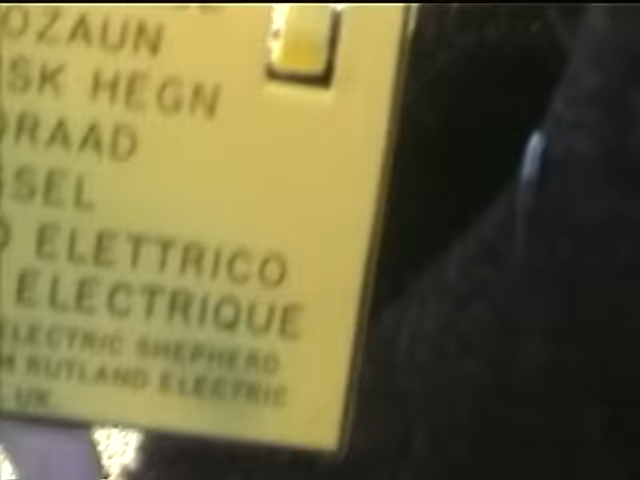 OZAUN
SK HEGN
RAAD
SEL
ELETTRICO
ELECTRIQUE
ELECTRIC SHEPHERD
RUTLAND ELECTRIC
UK